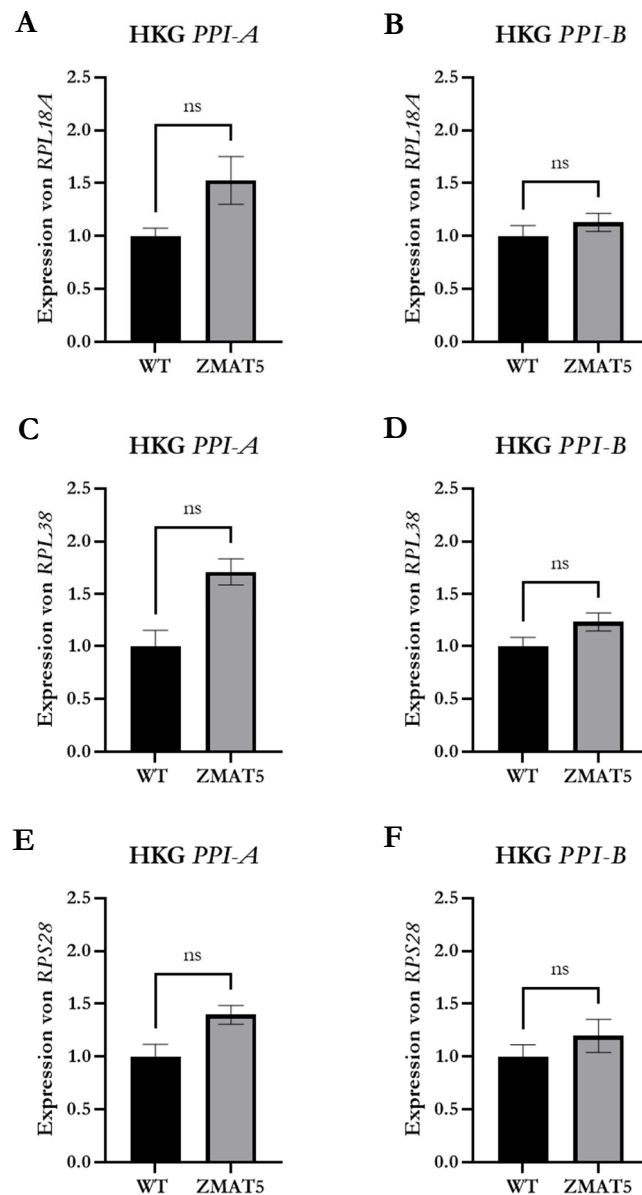 A
HKG PPI-A
Expression von RPL18A
2.5
2.0
1.5
1.0
0.5
0.0
ns
WT ZMAT5
B
HKG PPI-B
Expression von RPL18A
2.5
2.0
1.5
1.0
0.5
0.0
ns
WT ZMAT5
C
HKG PPI-A
Expression von RPL38
2.5
2.0
1.5
1.0
0.5
0.0
ns
WT ZMAT5
D
HKG PPI-B
Expression von RPL38
2.5
2.0
1.5
1.0
0.5
0.0
ns
WT ZMAT5
E
HKG PPI-A
Expression von RPS28
2.5
2.0
1.5
1.0
0.5
0.0
ns
WT ZMAT5
F
HKG PPI-B
Expression von RPS28
2.5
2.0
1.5
1.0
0.5
0.0
ns
WT ZMAT5